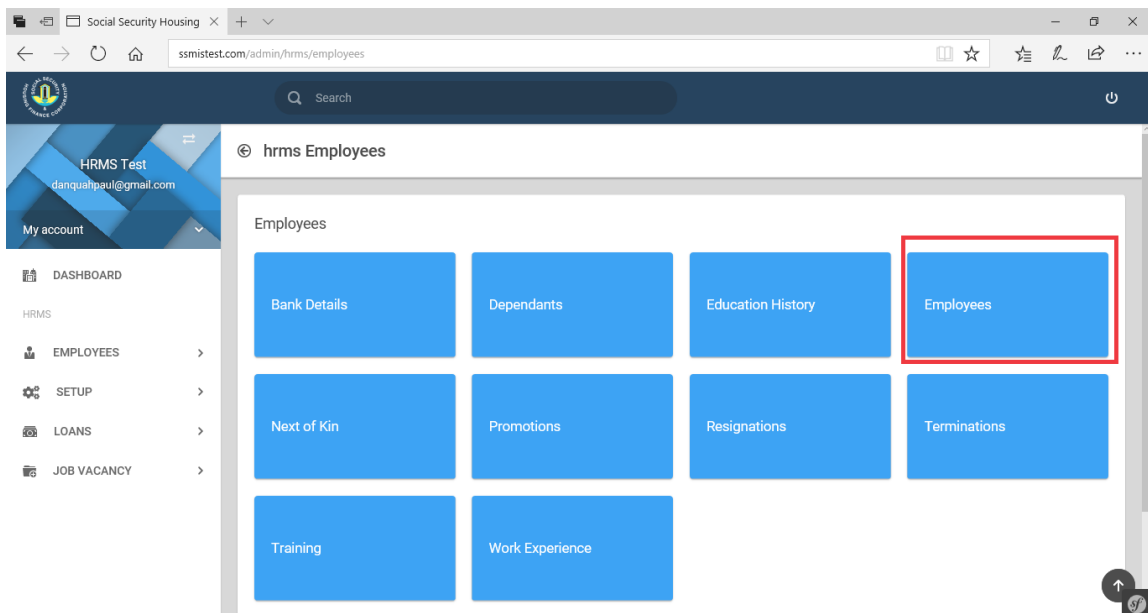 Social Security Housing
ssmistest.com/admin/hrms/employees
Search
HRMS Test
danquahpaul@gmail.com
My account
hrms Employees
DASHBOARD
HRMS
EMPLOYEES
SETUP
LOANS
JOB VACANCY
Employees
Bank Details
Dependants
Education History
Employees
Next of Kin
Promotions
Resignations
Terminations
Training
Work Experience